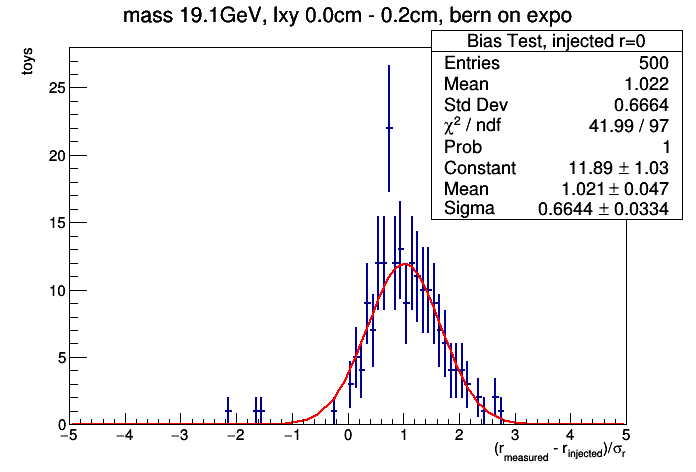 mass 19.1GeV, lxy 0.0cm - 0.2cm, bern on expo
toys
Bias Test, injected r=0
Entries 500
Mean 1.022
Std Dev 0.6664
χ² / ndf 41.99 / 97
Prob 1
Constant 11.89 ± 1.03
Mean 1.021 ± 0.047
Sigma 0.6644 ± 0.0334
25
20
15
10
5
0
−5 −4 −3 −2 −1 0 1 2 3 4 5
(r_measured - r_injected)/σ_r